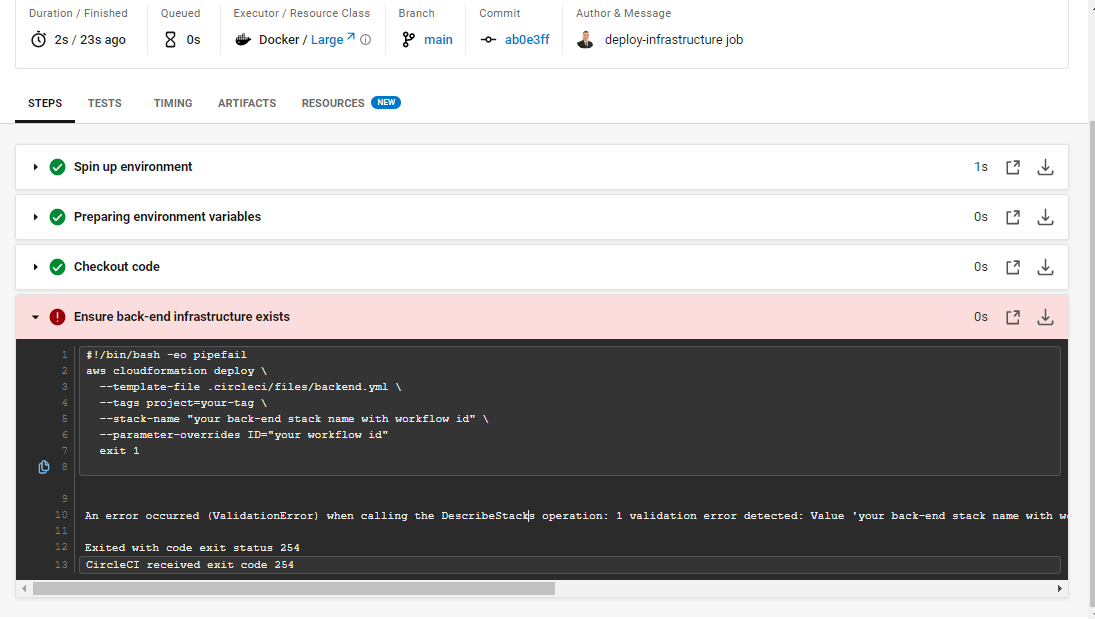 Duration / Finished
Queued
Executor / Resource Class
Branch
Commit
Author & Message
2s / 23s ago
0s
Docker / Large
main
ab0e3ff
deploy-infrastructure job
STEPS
TESTS
TIMING
ARTIFACTS
RESOURCES NEW
Spin up environment
1s
Preparing environment variables
0s
Checkout code
0s
Ensure back-end infrastructure exists
0s
1 #!/bin/bash -eo pipefail
2 aws cloudformation deploy \
3 --template-file .circleci/files/backend.yml \
4 --tags project=your-tag \
5 --stack-name "your back-end stack name with workflow id" \
6 --parameter-overrides ID="your workflow id"
7 exit 1
8
9
10 An error occurred (ValidationError) when calling the DescribeStacks operation: 1 validation error detected: Value 'your back-end stack name with
11
12 Exited with code exit status 254
13 CircleCI received exit code 254